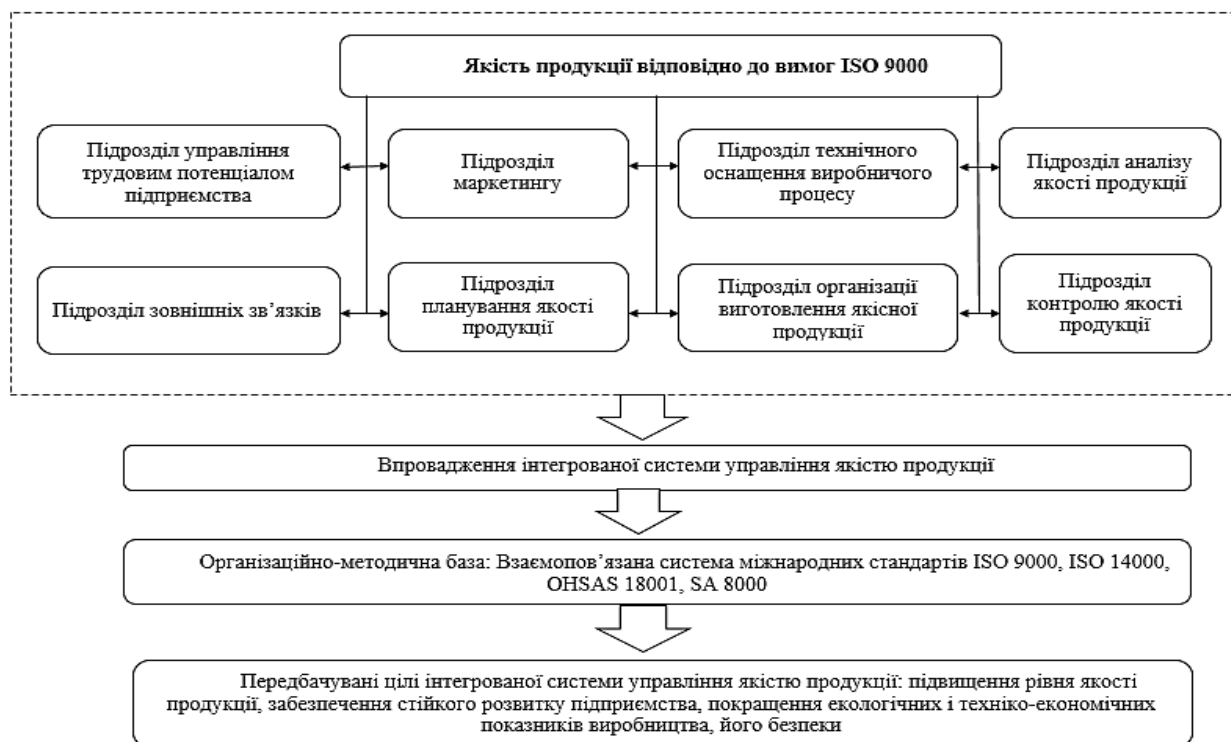 Якість продукції відповідно до вимог ISO 9000
Підрозділ управління
трудовим потенціалом
підприємства
Підрозділ
маркетингу
Підрозділ технічного
оснащення виробничого
процесу
Підрозділ аналізу
якості продукції
Підрозділ зовнішніх зв’язків
Підрозділ
планування якості
продукції
Підрозділ організації
виготовлення якісної
продукції
Підрозділ
контролю якості
продукції
Впровадження інтегрованої системи управління якістю продукції
Організаційно-методична база: Взаємопов’язана система міжнародних стандартів ISO 9000, ISO 14000,
OHSAS 18001, SA 8000
Передбачувані цілі інтегрованої системи управління якістю продукції: підвищення рівня якості
продукції, забезпечення стійкого розвитку підприємства, покращення екологічних і техніко-економічних
показників виробництва, його безпеки